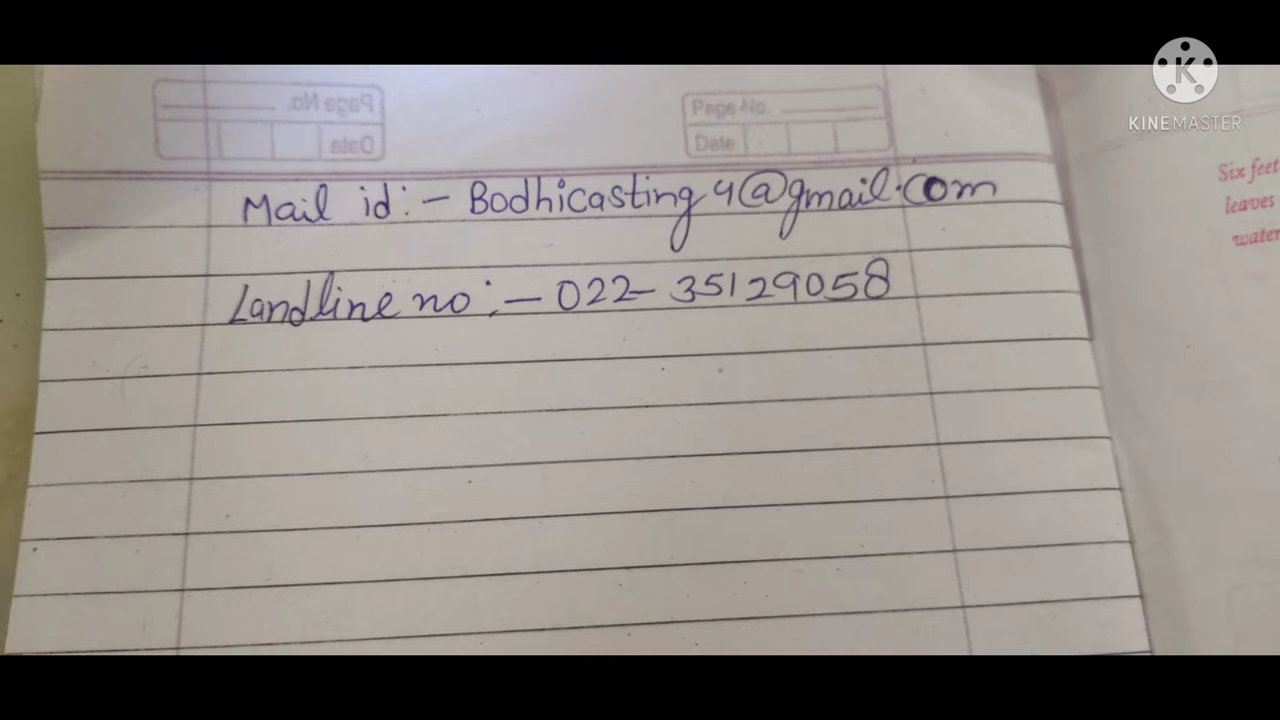 KINEMASTER
Page No.
Date
Page No.
Date
Mail id :- Bodhicasting4@gmail.com
Landline no :- 022-35129058
Six feet
leaves
water